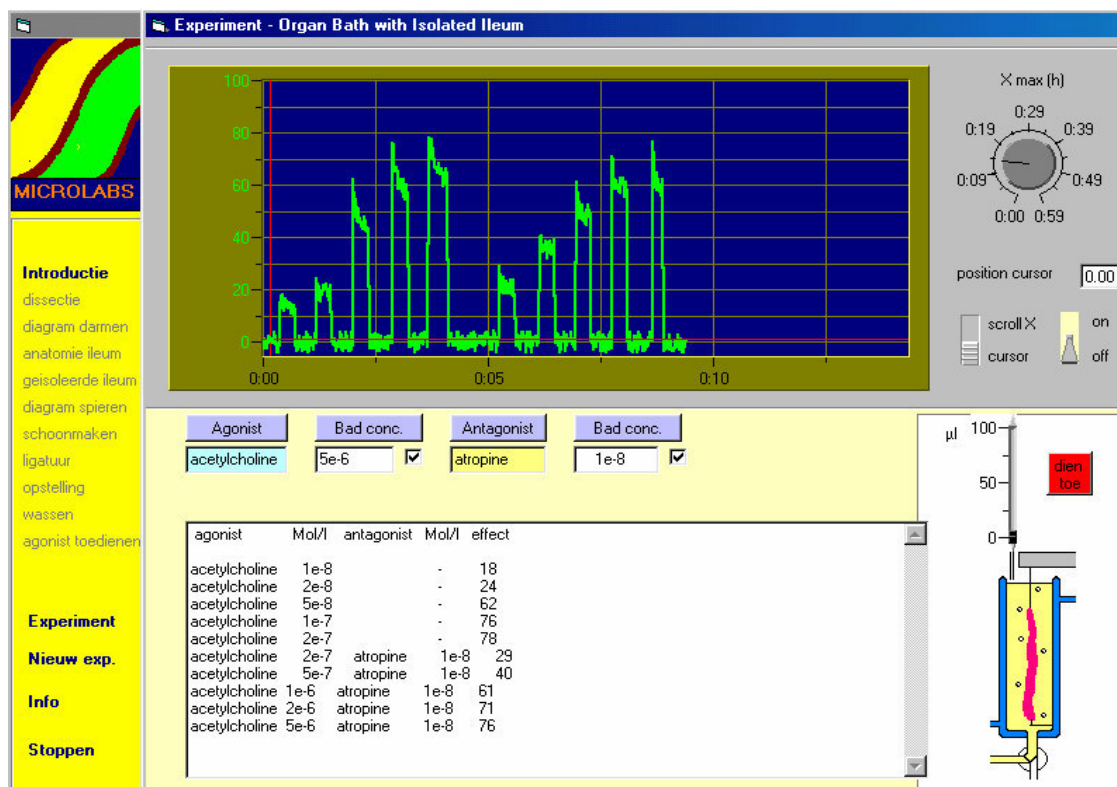 Experiment - Organ Bath with Isolated Ileum
MICROLABS
Introductie
dissectie
diagram darmen
anatomie ileum
geisoleerde ileum
diagram spieren
schoonmaken
ligatuur
opstelling
wassen
agonist toedienen
Experiment
Nieuw exp.
Info
Stoppen
100
80
60
40
20
0
0:00 0:05 0:10
X max (h)
0:29
0:19 0:39
0:09 0:49
0:00 0:59
position cursor 0.00
scroll X on
cursor off
Agonist Bad conc. Antagonist Bad conc.
acetylcholine 5e-6 atropine 1e-8
agonist Mol/l antagonist Mol/l effect
acetylcholine 1e-8 - 18
acetylcholine 2e-8 - 24
acetylcholine 5e-8 - 62
acetylcholine 1e-7 - 76
acetylcholine 2e-7 - 78
acetylcholine 2e-7 atropine 1e-8 29
acetylcholine 5e-7 atropine 1e-8 40
acetylcholine 1e-6 atropine 1e-8 61
acetylcholine 2e-6 atropine 1e-8 71
acetylcholine 5e-6 atropine 1e-8 76
µl 100
50
0
dien
toe